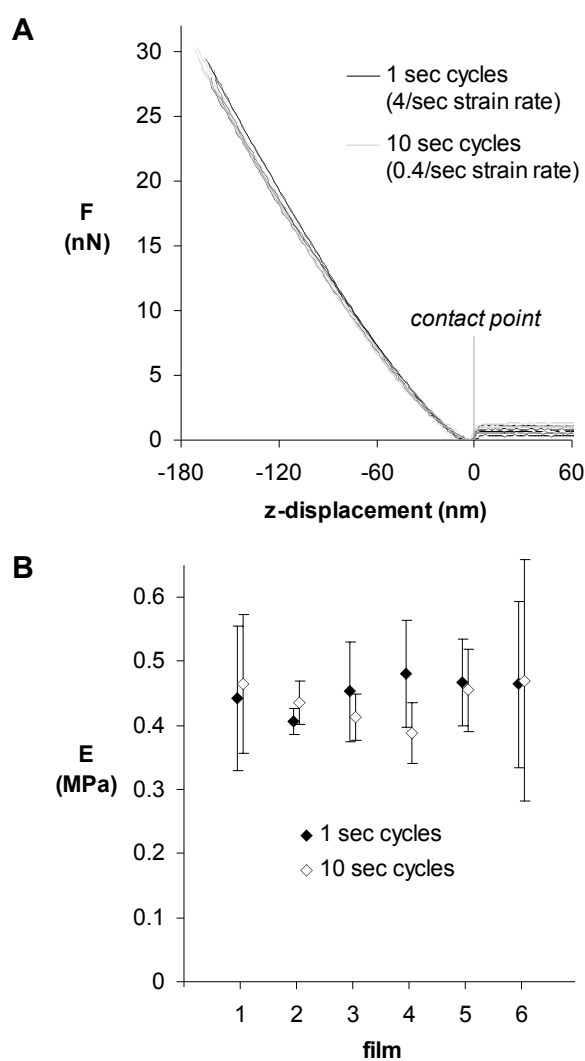 A
30
25
20
15
10
5
0
F
(nN)
1 sec cycles
(4/sec strain rate)
10 sec cycles
(0.4/sec strain rate)
contact point
-180
-120
-60
0
60
z-displacement (nm)
B
0.6
0.5
0.4
0.3
0.2
0.1
0
E
(MPa)
1 sec cycles
10 sec cycles
1
2
3
4
5
6
film